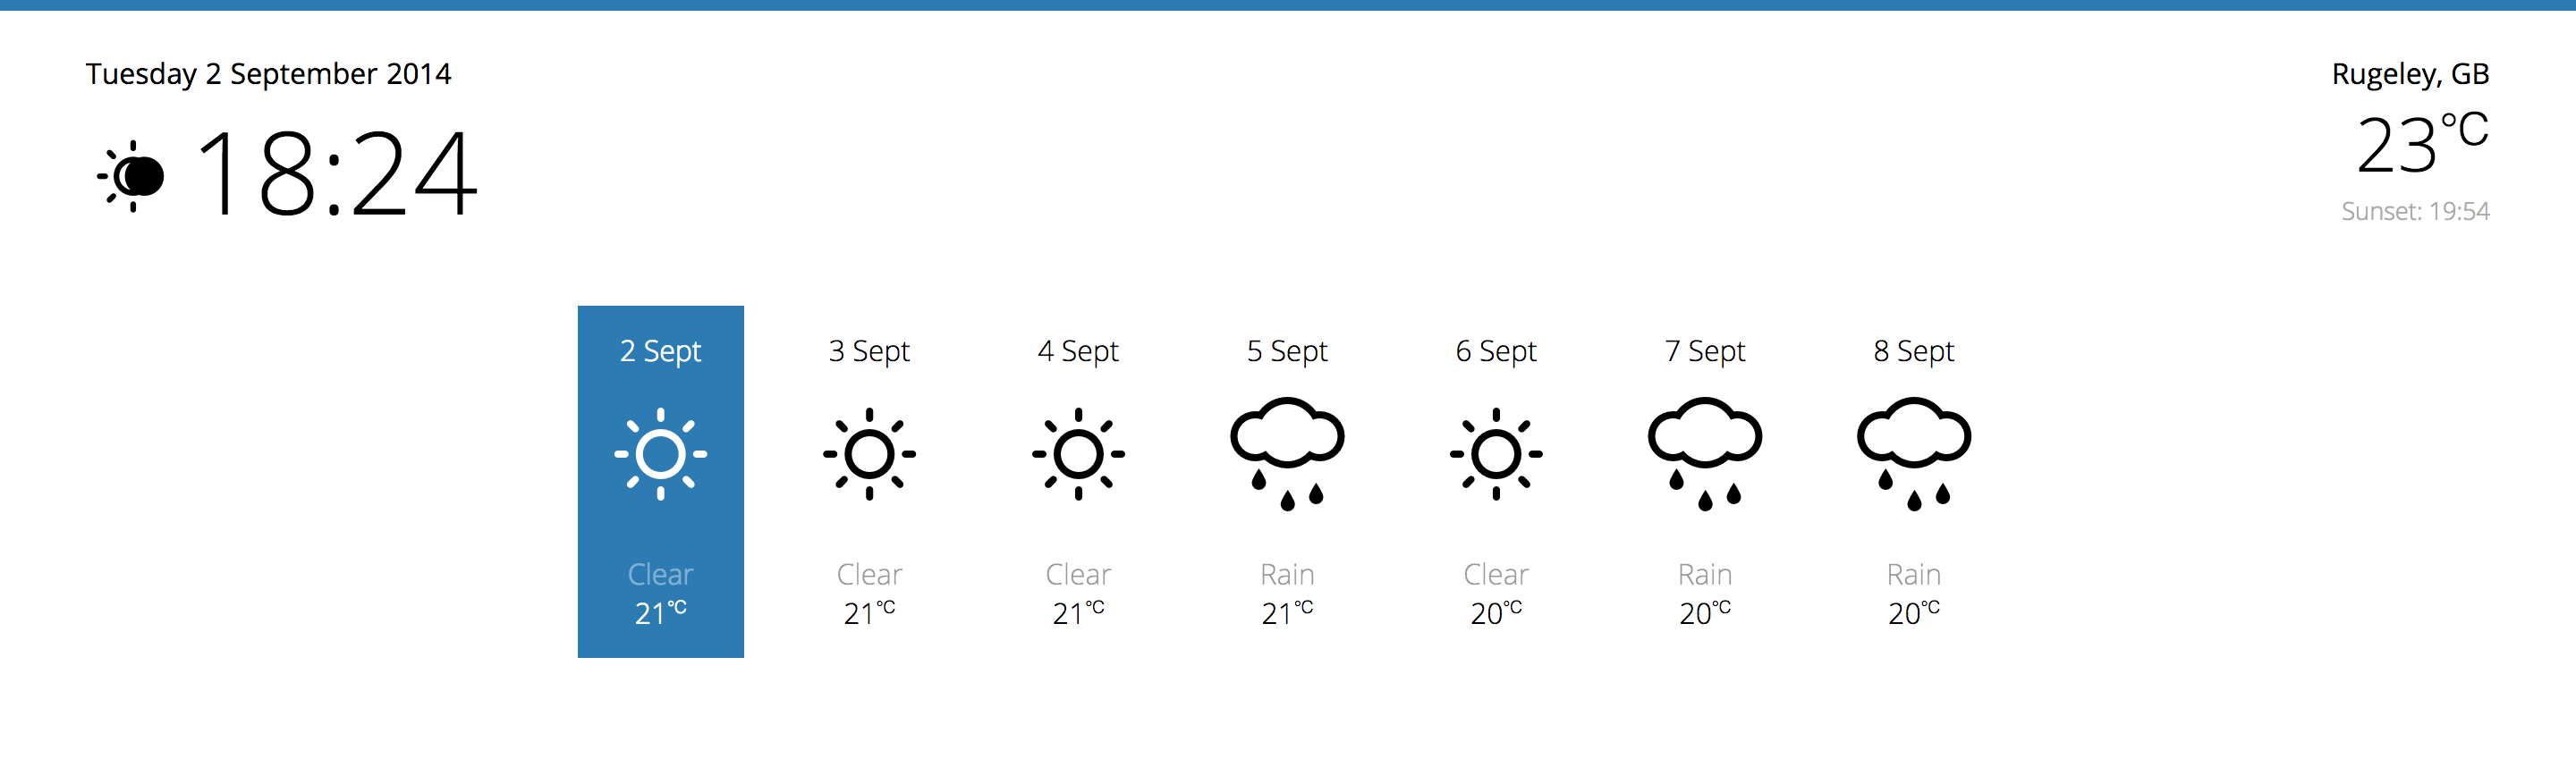 Tuesday 2 September 2014
18:24
Rugeley, GB
23°C
Sunset: 19:54
2 Sept
Clear
21°C
3 Sept
Clear
21°C
4 Sept
Clear
21°C
5 Sept
Rain
21°C
6 Sept
Clear
20°C
7 Sept
Rain
20°C
8 Sept
Rain
20°C